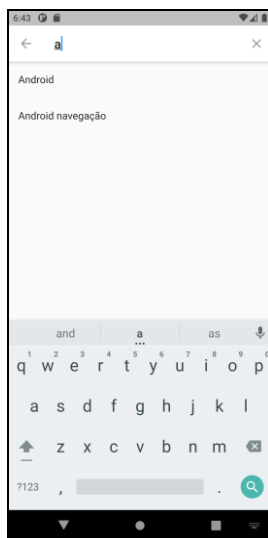 6:43
a
Android
Android navegação
and a as
1 2 3 4 5 6 7 8 9 0
q w e r t y u i o p
a s d f g h j k l
z x c v b n m
?123 , .